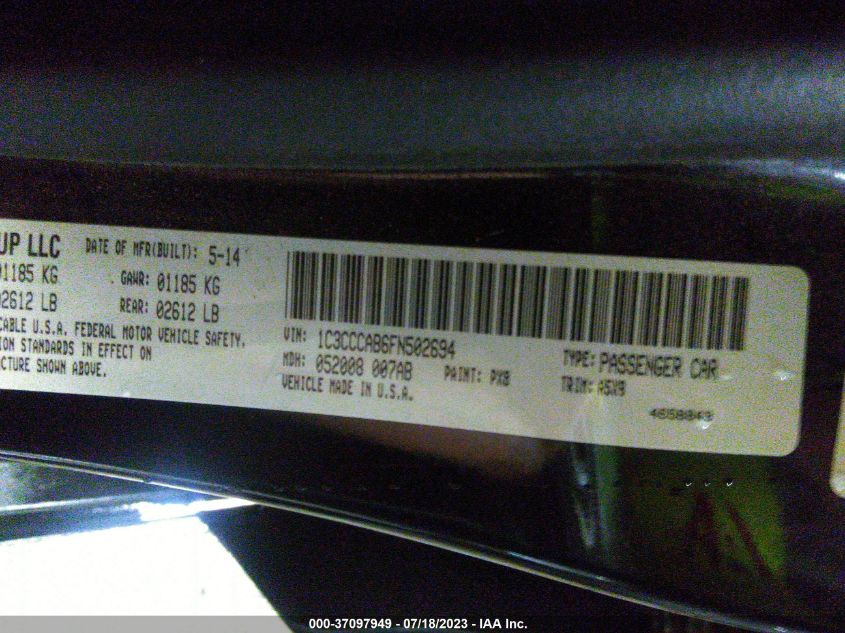 UP LLC
DATE OF MFR(BUILT): 5-14
01185 KG
GAWR: 01185 KG
02612 LB
REAR: 02612 LB
CABLE U.S.A. FEDERAL MOTOR VEHICLE SAFETY,
ION STANDARDS IN EFFECT ON
CTURE SHOWN ABOVE.
VIN: 1C3CCCAB6FN502694
TYPE: PASSENGER CAR
MDH: 052008 007AB
PAINT: PX8
TRIM: A5X9
VEHICLE MADE IN U.S.A.
4658843
000-37097949 - 07/18/2023 - IAA Inc.